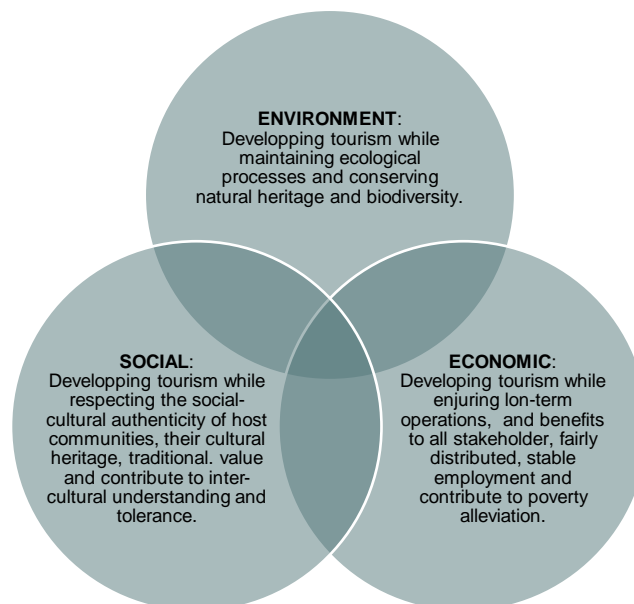 ENVIRONMENT:
Developping tourism while
maintaining ecological
processes and conserving
natural heritage and biodiversity.
SOCIAL:
Developping tourism while
respecting the social-
cultural authenticity of host
communities, their cultural
heritage, traditional. value
and contribute to inter-
cultural understanding and
tolerance.
ECONOMIC:
Developing tourism while
enjuring lon-term
operations, and benefits
to all stakeholder, fairly
distributed, stable
employment and
contribute to poverty
alleviation.